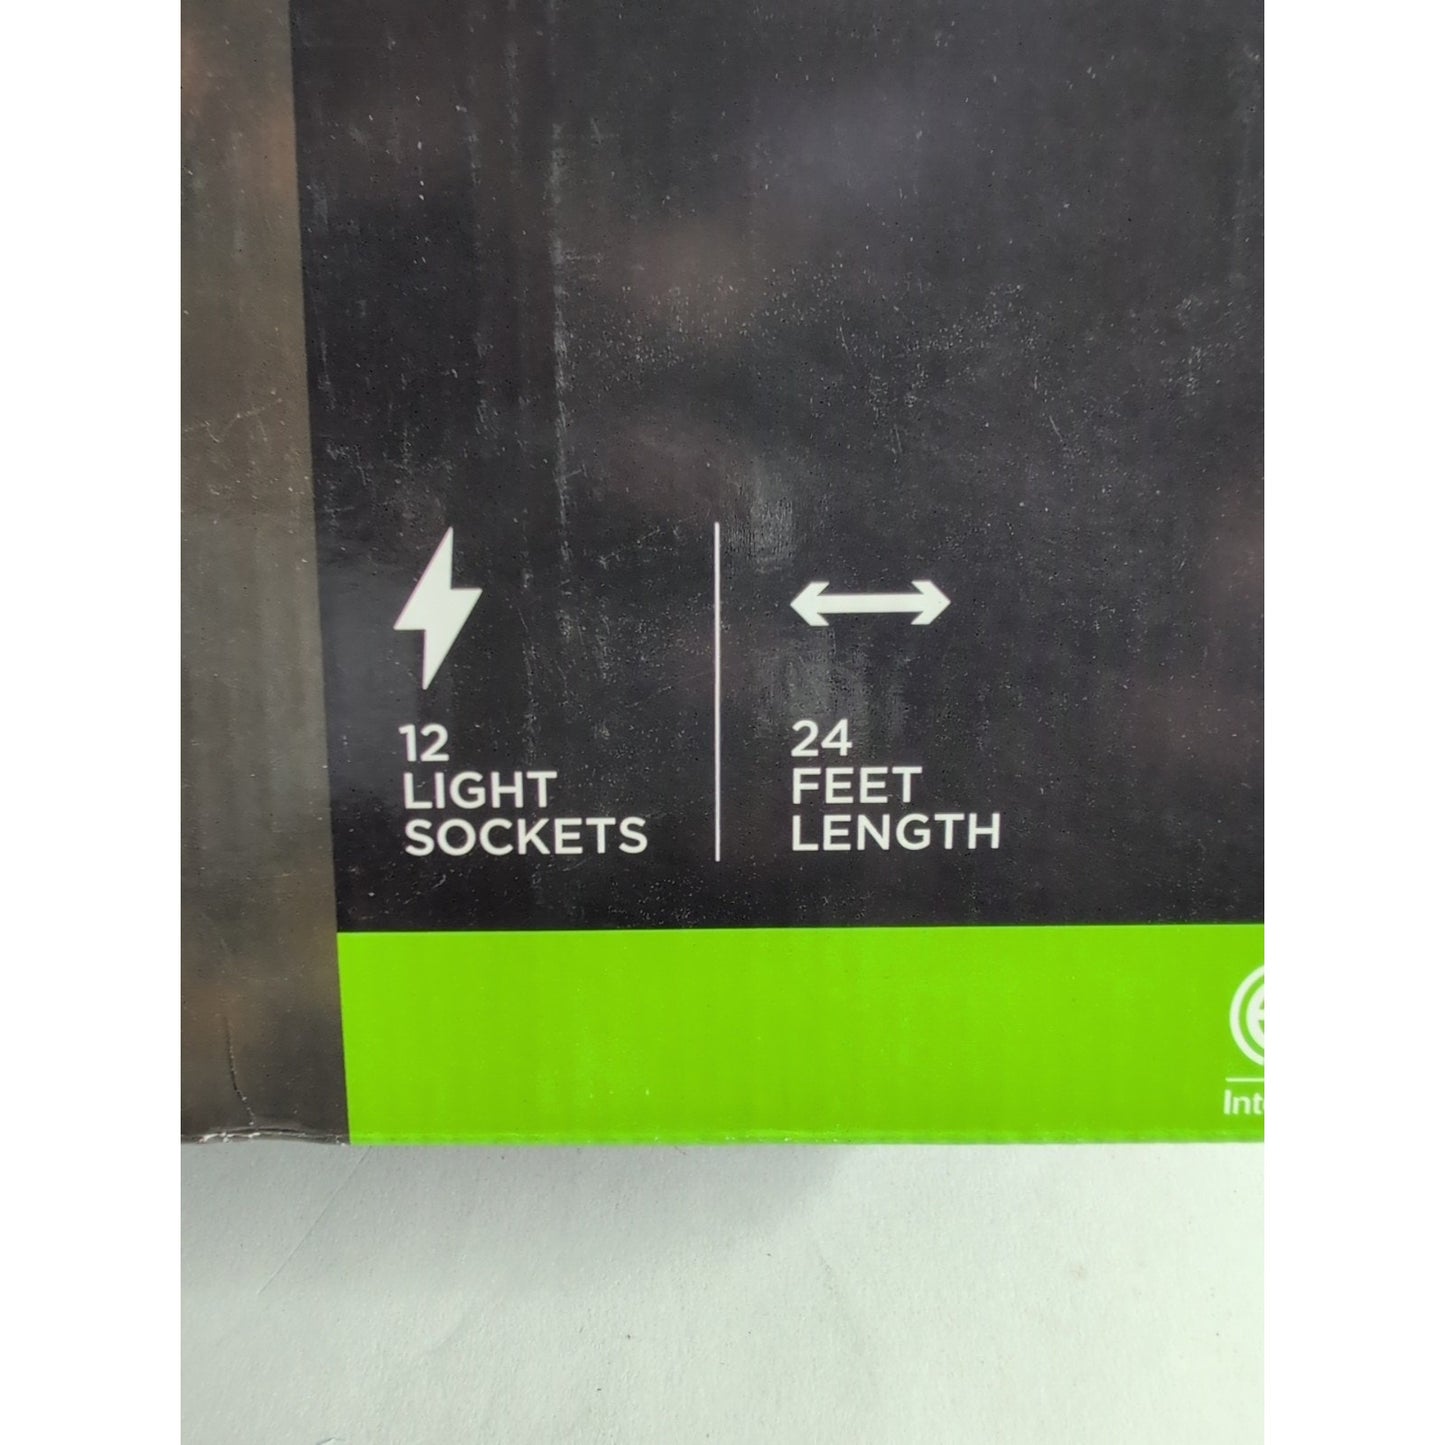 12
LIGHT
SOCKETS
24
FEET
LENGTH